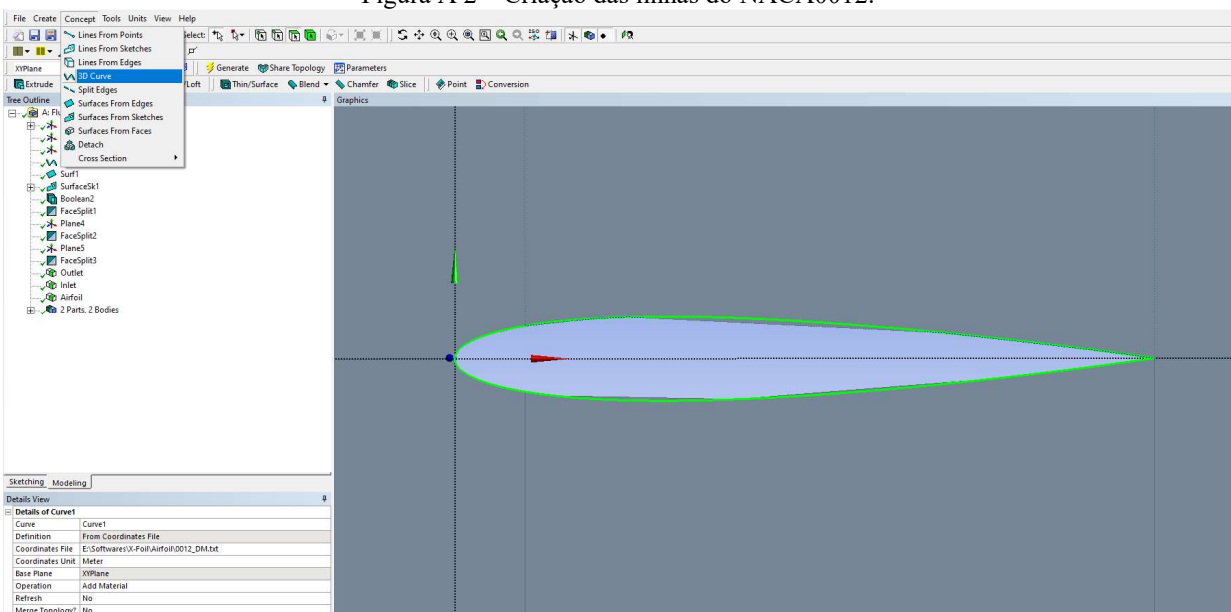 Figura A 2 – Criação das linhas do NACA0012.
File Create Concept Tools Units View Help
Lines From Points
Lines From Sketches
Lines From Edges
3D Curve
Split Edges
Surfaces From Edges
Surfaces From Sketches
Surfaces From Faces
Detach
Cross Section
Select:
XYPlane
Generate Share Topology Parameters
Extrude /Loft Thin/Surface Blend Chamfer Slice Point Conversion
Tree Outline
Graphics
A: Flu
Surf1
SurfaceSk1
Boolean2
FaceSplit1
Plane4
FaceSplit2
Plane5
FaceSplit3
Outlet
Inlet
Airfoil
2 Parts, 2 Bodies
Sketching Modeling
Details View
Details of Curve1
Curve Curve1
Definition From Coordinates File
Coordinates File E:\Softwares\X-Foil\Airfoil\0012_DM.txt
Coordinates Unit Meter
Base Plane XYPlane
Operation Add Material
Refresh No
Merge Topology? No